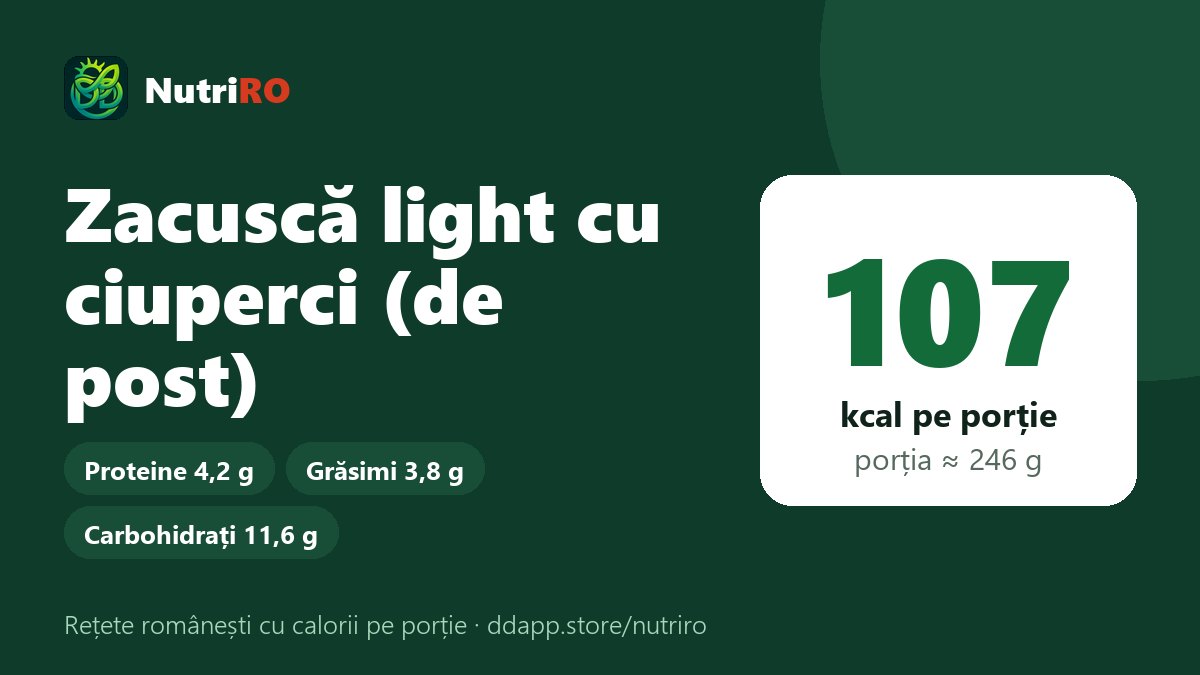 NutriRO
Zacuscă light cu
ciuperci (de
post)
Proteine 4,2 g
Grăsimi 3,8 g
Carbohidrați 11,6 g
107
kcal pe porție
porția ≈ 246 g
Rețete românești cu calorii pe porție · ddapp.store/nutriro